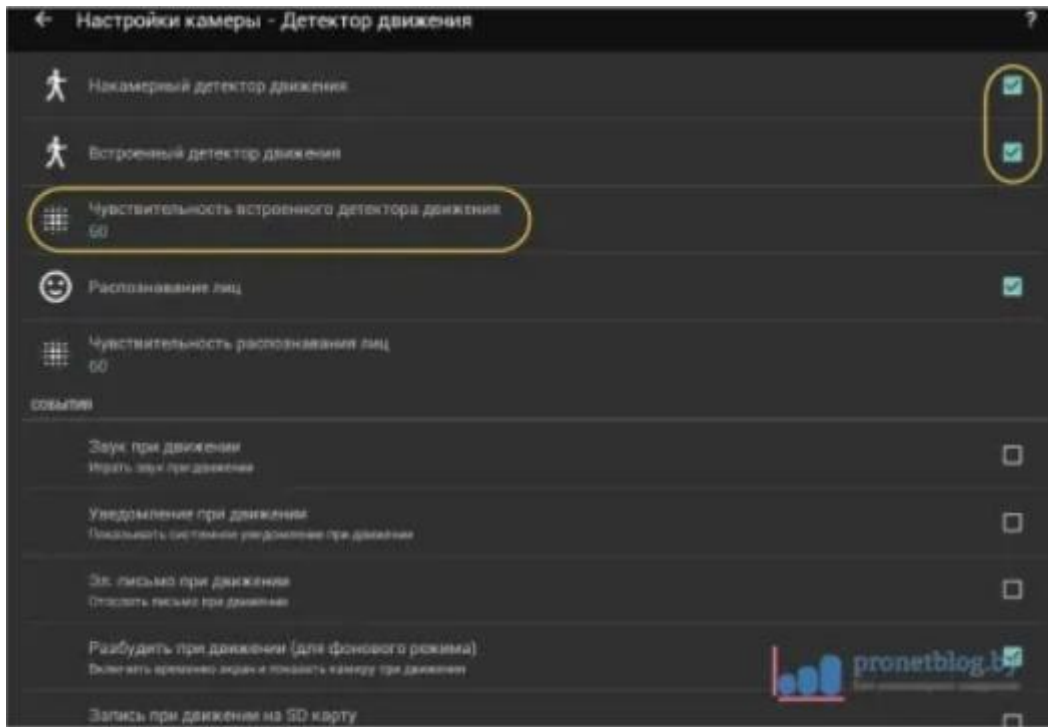 Настройки камеры - Детектор движения
?
Накамерный детектор движения
Встроенный детектор движения
Чувствительность встроенного детектора движения
60
Распознавание лиц
Чувствительность распознавания лиц
60
СОБЫТИЯ
Звук при движении
Играть звук при движении
Уведомление при движении
Показывать системное уведомление при движении
Эл. письмо при движении
Отослать письмо при движении
Разбудить при движении (для фонового режима)
Включить временно экран и показать камеру при движении
pronetblog.by
Запись при движении на SD карту